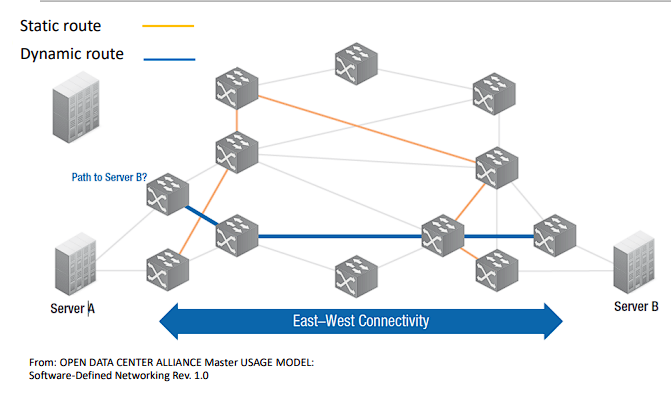 Static route
Dynamic route
Path to Server B?
Server A
Server B
East–West Connectivity
From: OPEN DATA CENTER ALLIANCE Master USAGE MODEL:
Software-Defined Networking Rev. 1.0